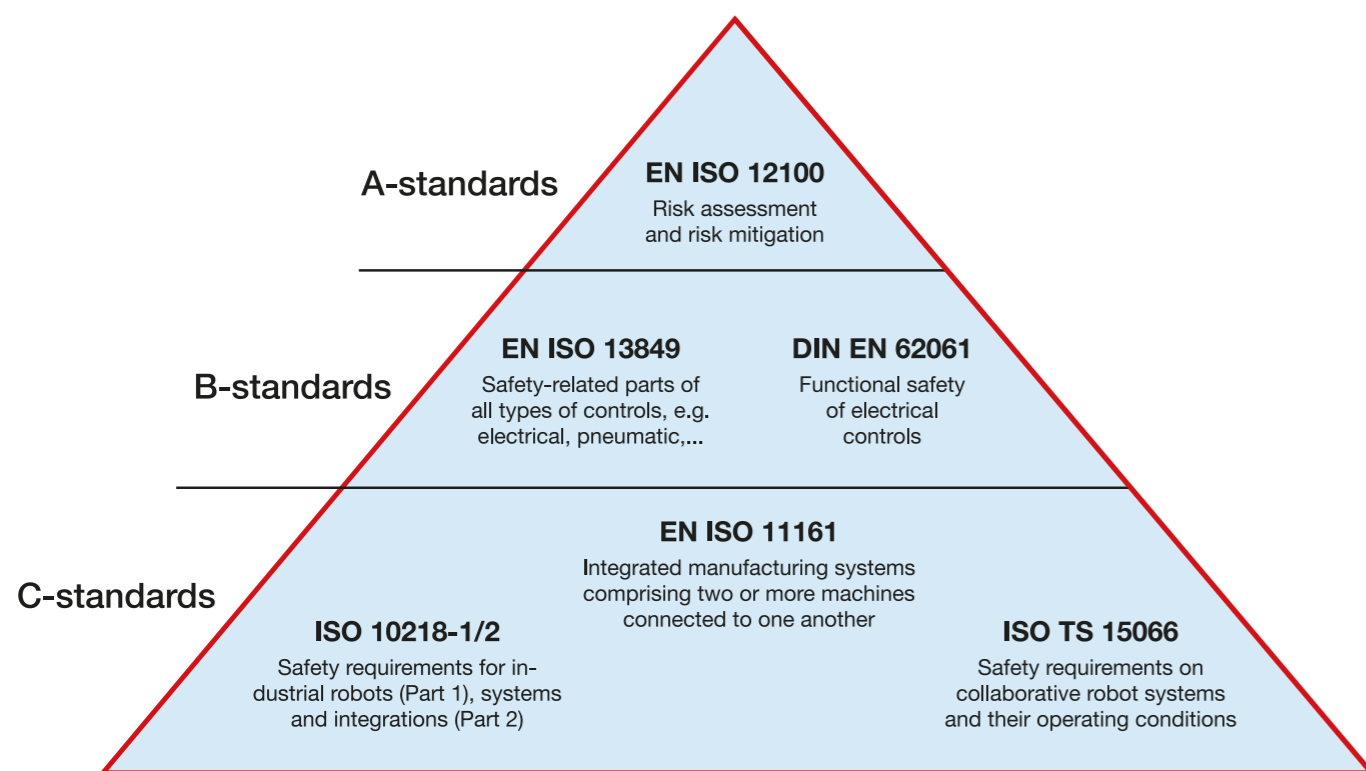 A-standards
EN ISO 12100
Risk assessment
and risk mitigation
B-standards
EN ISO 13849
Safety-related parts of
all types of controls, e.g.
electrical, pneumatic,...
DIN EN 62061
Functional safety
of electrical
controls
C-standards
EN ISO 11161
Integrated manufacturing systems
comprising two or more machines
connected to one another
ISO 10218-1/2
Safety requirements for in-
dustrial robots (Part 1), systems
and integrations (Part 2)
ISO TS 15066
Safety requirements on
collaborative robot systems
and their operating conditions